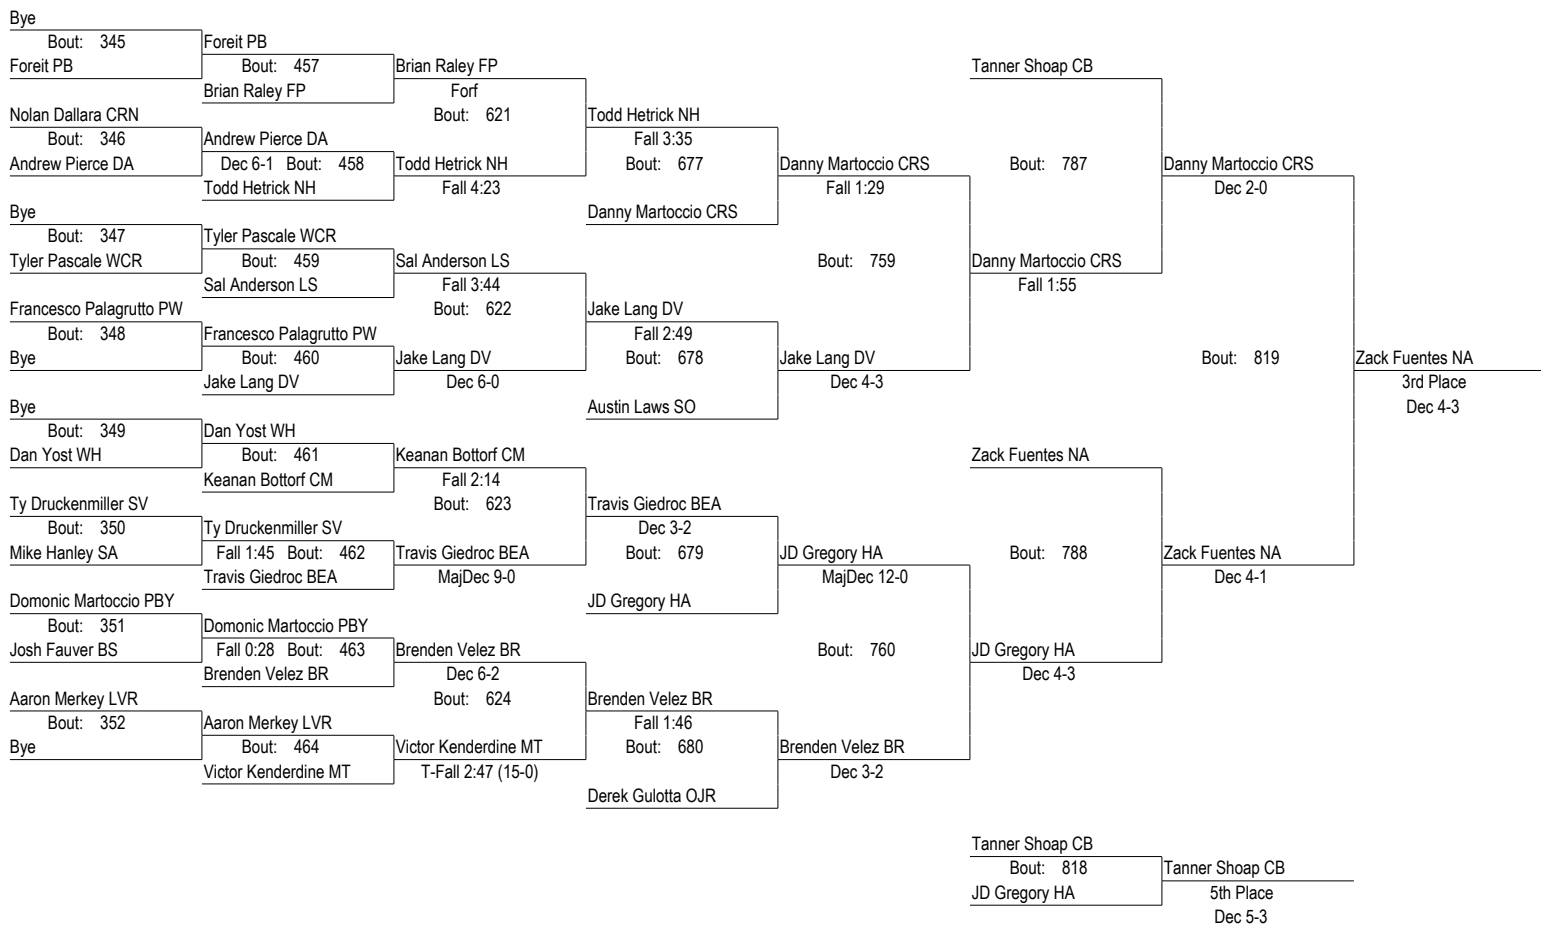 Bye
Bout: 345 Foreit PB
Foreit PB Bout: 457 Brian Raley FP Tanner Shoap CB
Brian Raley FP Forf
Nolan Dallara CRN Bout: 621 Todd Hetrick NH
Bout: 346 Andrew Pierce DA Fall 3:35
Andrew Pierce DA Dec 6-1 Bout: 458 Todd Hetrick NH Bout: 677 Danny Martoccio CRS Bout: 787 Danny Martoccio CRS
Todd Hetrick NH Fall 4:23 Fall 1:29 Dec 2-0
Bye Danny Martoccio CRS
Bout: 347 Tyler Pascale WCR
Tyler Pascale WCR Bout: 459 Sal Anderson LS Bout: 759 Danny Martoccio CRS
Sal Anderson LS Fall 3:44 Fall 1:55
Francesco Palagrutto PW Bout: 622 Jake Lang DV
Bout: 348 Francesco Palagrutto PW Fall 2:49
Bye Bout: 460 Jake Lang DV Bout: 678 Jake Lang DV Bout: 819 Zack Fuentes NA
Jake Lang DV Dec 6-0 Dec 4-3 3rd Place
Bye Austin Laws SO Dec 4-3
Bout: 349 Dan Yost WH
Dan Yost WH Bout: 461 Keanan Bottorf CM Zack Fuentes NA
Keanan Bottorf CM Fall 2:14
Ty Druckenmiller SV Bout: 623 Travis Giedroc BEA
Bout: 350 Ty Druckenmiller SV Dec 3-2
Mike Hanley SA Fall 1:45 Bout: 462 Travis Giedroc BEA Bout: 679 JD Gregory HA Bout: 788 Zack Fuentes NA
Travis Giedroc BEA MajDec 9-0 MajDec 12-0 Dec 4-1
Domonic Martoccio PBY JD Gregory HA
Bout: 351 Domonic Martoccio PBY
Josh Fauver BS Fall 0:28 Bout: 463 Brenden Velez BR Bout: 760 JD Gregory HA
Brenden Velez BR Dec 6-2 Dec 4-3
Aaron Merkey LVR Bout: 624 Brenden Velez BR
Bout: 352 Aaron Merkey LVR Fall 1:46
Bye Bout: 464 Victor Kenderdine MT Bout: 680 Brenden Velez BR
Victor Kenderdine MT T-Fall 2:47 (15-0) Dec 3-2
Derek Gulotta OJR
Tanner Shoap CB
Bout: 818 Tanner Shoap CB
JD Gregory HA 5th Place
Dec 5-3